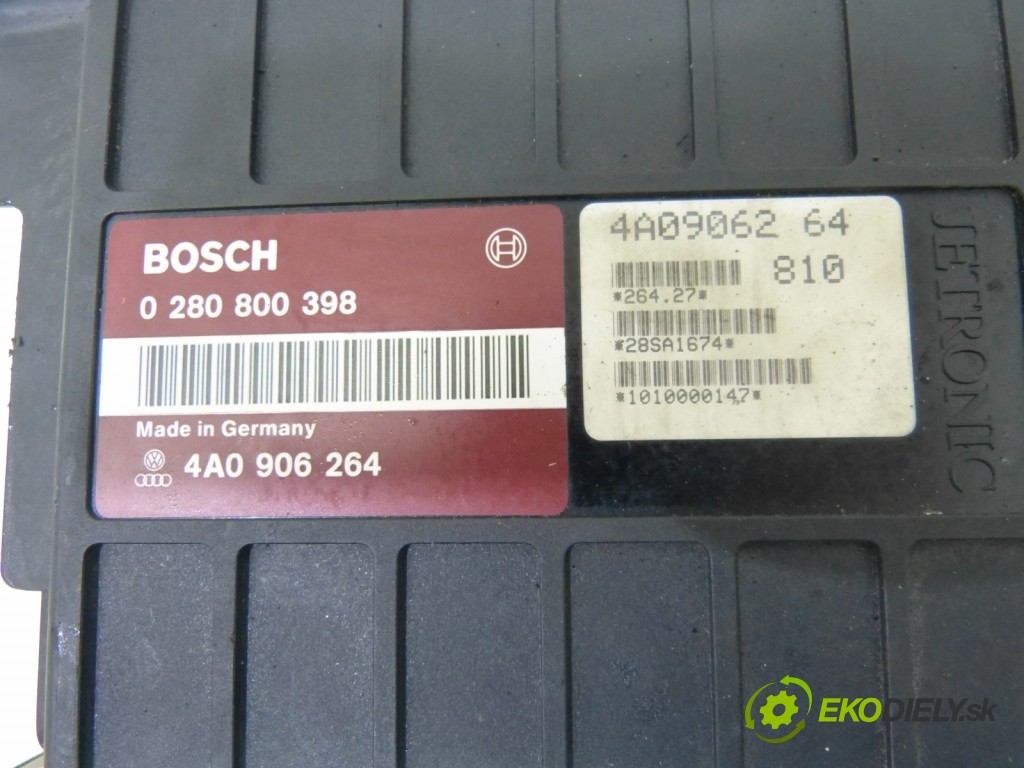 BOSCH
0 280 800 398
Made in Germany
4A0 906 264
4A09062 64
810
*264.27*
*28SA1674*
*1010000147*
JETRONIC
EKODIELY.sk